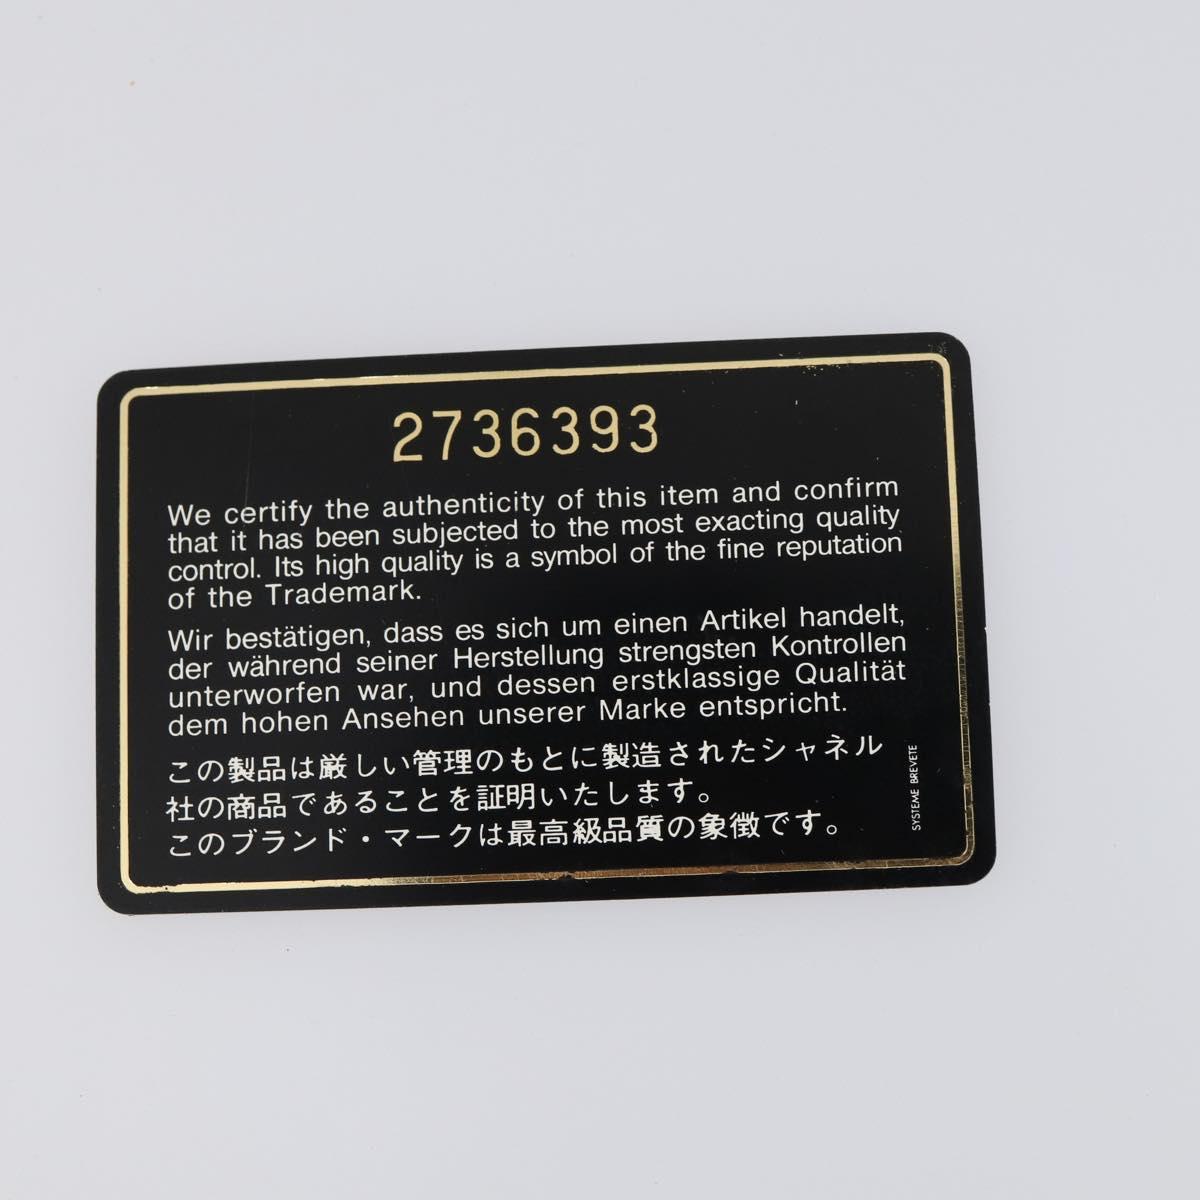 2736393
We certify the authenticity of this item and confirm
that it has been subjected to the most exacting quality
control. Its high quality is a symbol of the fine reputation
of the Trademark.
Wir bestätigen, dass es sich um einen Artikel handelt,
der während seiner Herstellung strengsten Kontrollen
unterworfen war, und dessen erstklassige Qualität
dem hohen Ansehen unserer Marke entspricht.
この製品は厳しい管理のもとに製造されたシャネル
社の商品であることを証明いたします。
このブランド・マークは最高級品質の象徴です。
SYSTEME BREVETE